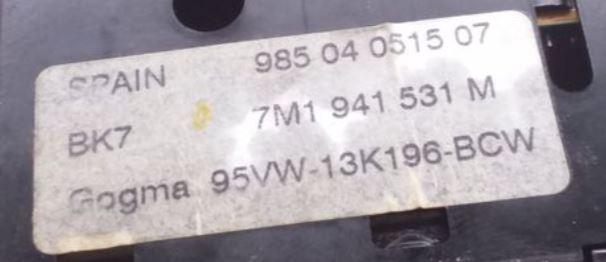 SPAIN 985 04 0515 07
BK7 7M1 941 531 M
Gogma 95VW-13K196-BCW